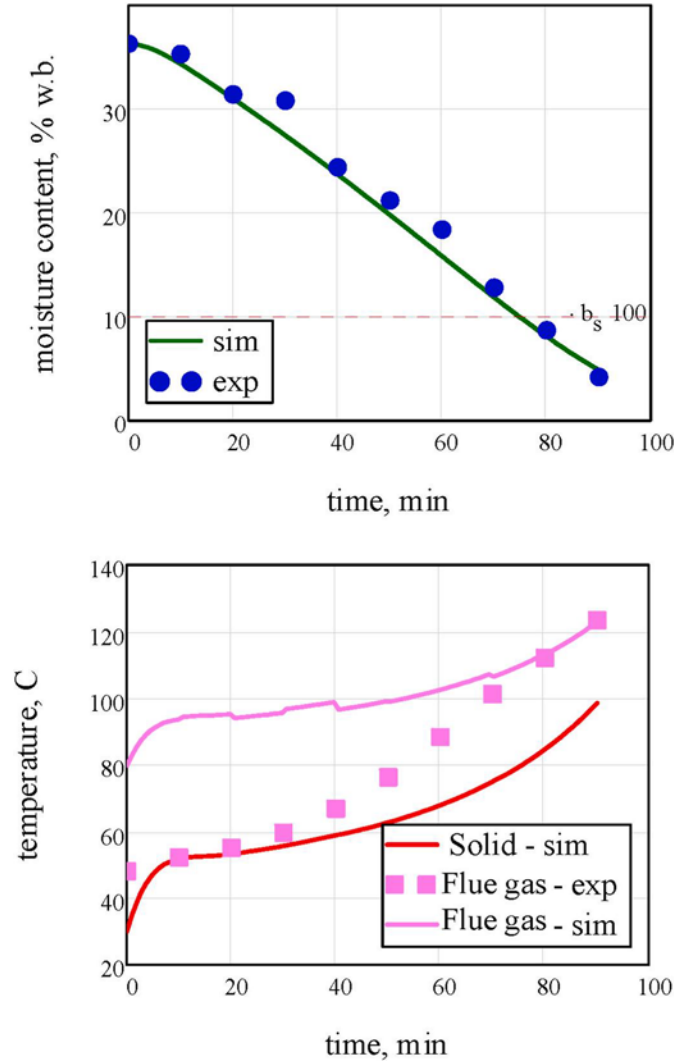 moisture content, % w.b.
30
20
10
0
sim
exp
· b_s 100
0
20
40
60
80
100
time, min
temperature, C
140
120
100
80
60
40
20
Solid - sim
Flue gas - exp
Flue gas - sim
0
20
40
60
80
100
time, min